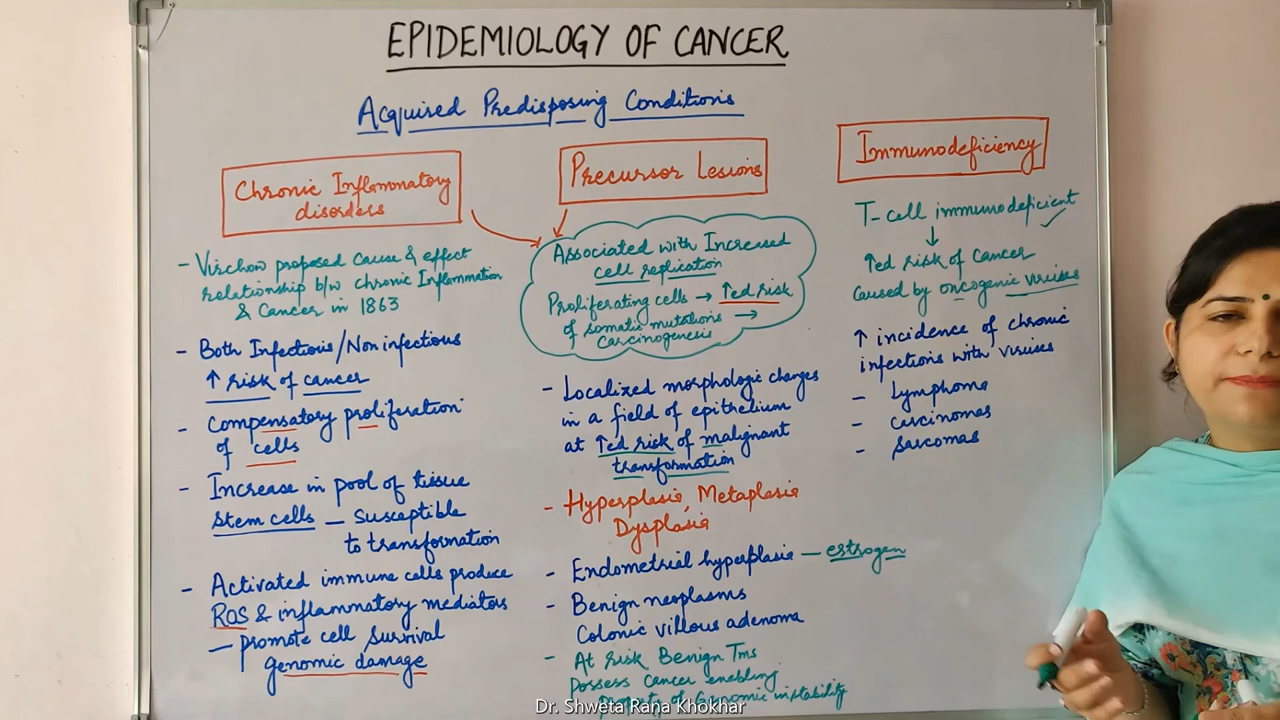 EPIDEMIOLOGY OF CANCER
Acquired Predisposing Conditions
Chronic Inflammatory
disorders
- Virchow proposed cause & effect
relationship b/w chronic Inflammation
& Cancer in 1863
- Both Infectious/Non infectious
↑ risk of cancer
- Compensatory proliferation
of cells
- Increase in pool of tissue
stem cells — susceptible
to transformation
- Activated immune cells produce
ROS & inflammatory mediators
— promote cell survival
genomic damage
Precursor Lesions
Associated with Increased
cell replication
Proliferating cells → ↑ed risk
of somatic mutations →
Carcinogenesis
- Localized morphologic changes
in a field of epithelium
at ↑ed risk of malignant
transformation
- Hyperplasia, Metaplasia
Dysplasia
- Endometrial hyperplasia — estrogen
- Benign neoplasms
Colonic villous adenoma
- At risk Benign Tms
Possess cancer enabling
property of Genomic instability
Immunodeficiency
T-cell immunodeficient ✓
↓
↑ed risk of cancer
caused by oncogenic viruses
↑ incidence of chronic
infections with viruses
- Lymphoma
- carcinomas
- sarcomas
Dr. Shweta Rana Khokhar